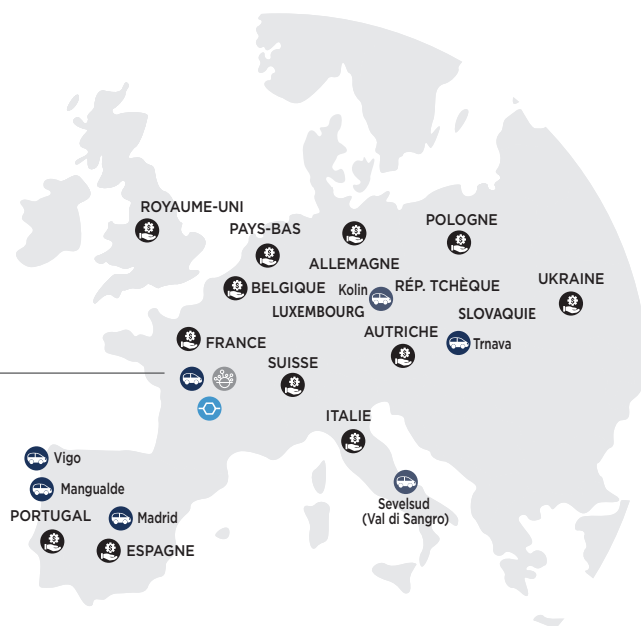 ROYAUME-UNI
PAYS-BAS
POLOGNE
ALLEMAGNE
BELGIQUE
Kolin
RÉP. TCHÈQUE
UKRAINE
LUXEMBOURG
SLOVAQUIE
AUTRICHE
Trnava
FRANCE
SUISSE
ITALIE
Vigo
Mangualde
Sevelsud
(Val di Sangro)
PORTUGAL
Madrid
ESPAGNE